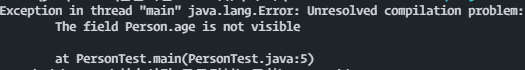 Exception in thread "main" java.lang.Error: Unresolved compilation problem:
The field Person.age is not visible
at PersonTest.main(PersonTest.java:5)